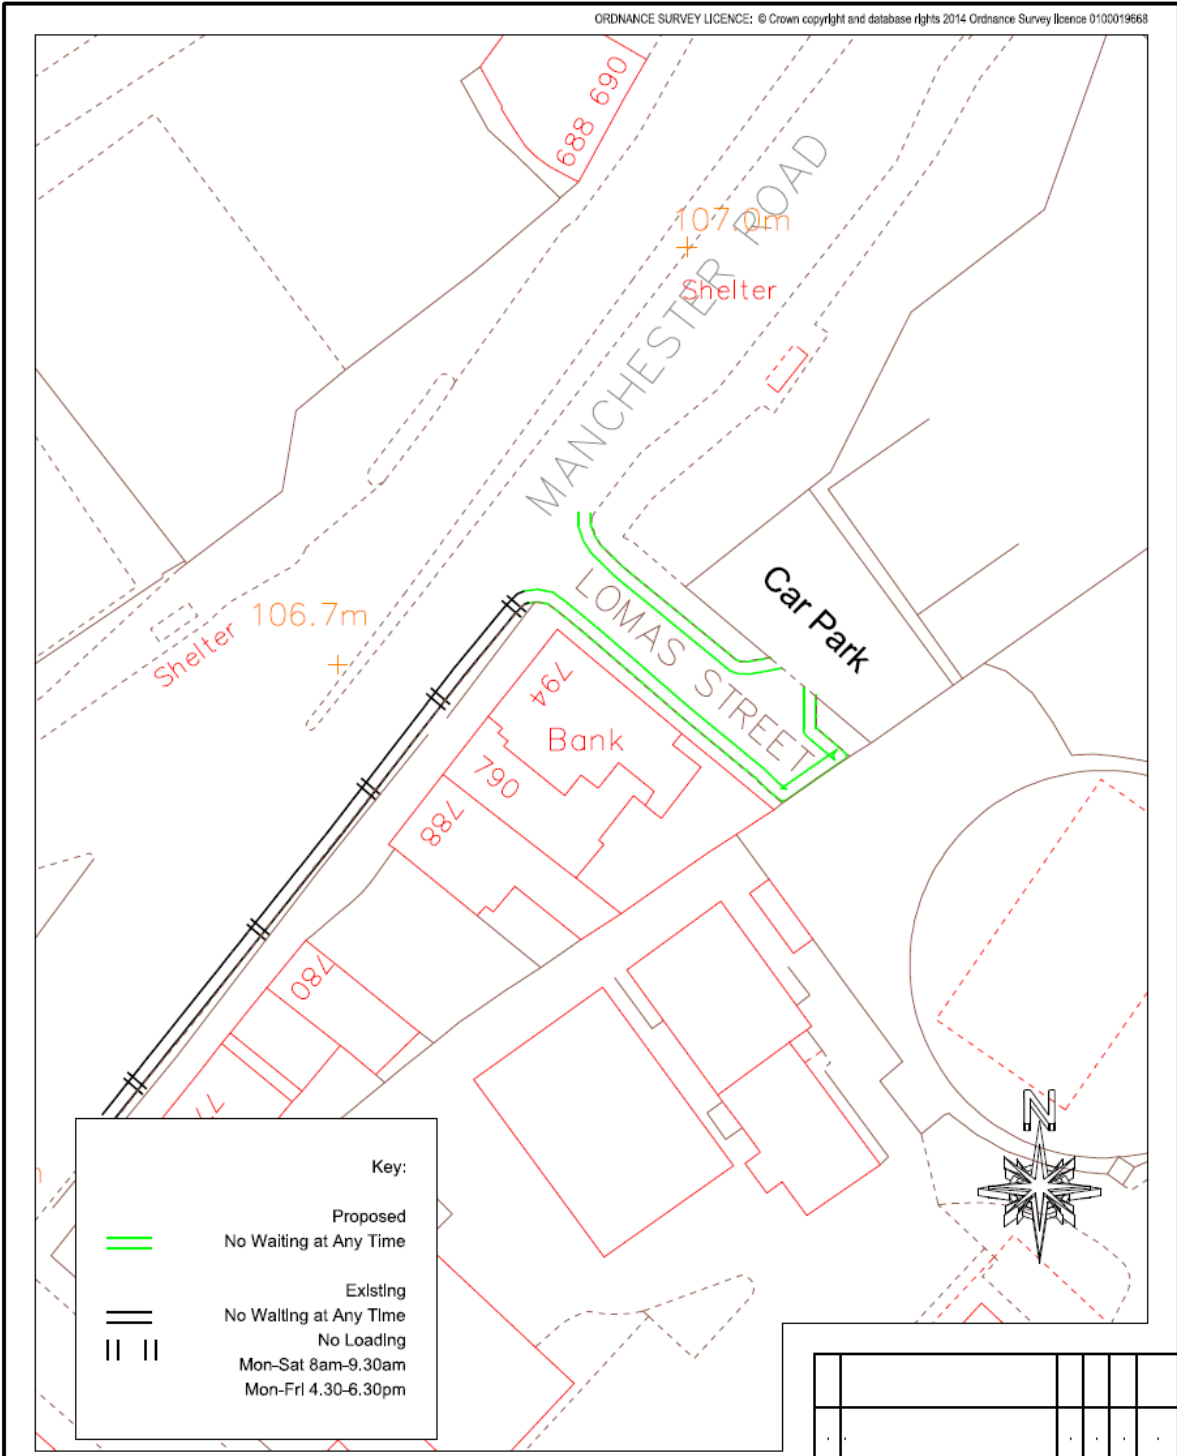 ORDNANCE SURVEY LICENCE: © Crown copyright and database rights 2014 Ordnance Survey licence 0100019668
688 690
MANCHESTER ROAD
107.0m
Shelter
LOMAS STREET
Car Park
106.7m
Shelter
794
Bank
790
788
780
77
N
Key:
Proposed
No Waiting at Any Time
Existing
No Waiting at Any Time
No Loading
Mon-Sat 8am-9.30am
Mon-Fri 4.30-6.30pm